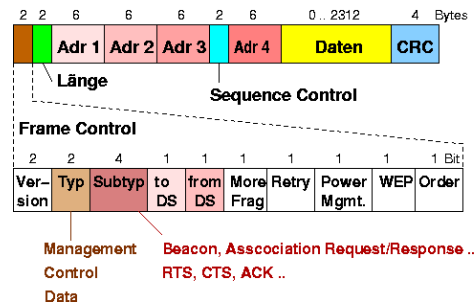 2 2 6 6 6 2 6 0 .. 2312 4 Bytes
Adr 1 Adr 2 Adr 3 Adr 4 Daten CRC
Länge Sequence Control
Frame Control
2 2 4 1 1 1 1 1 1 1 Bit
Ver- Typ Subtyp to from More Retry Power WEP Order
sion DS DS Frag Mgmt.
Management Beacon, Asscociation Request/Response ..
Control RTS, CTS, ACK ..
Data